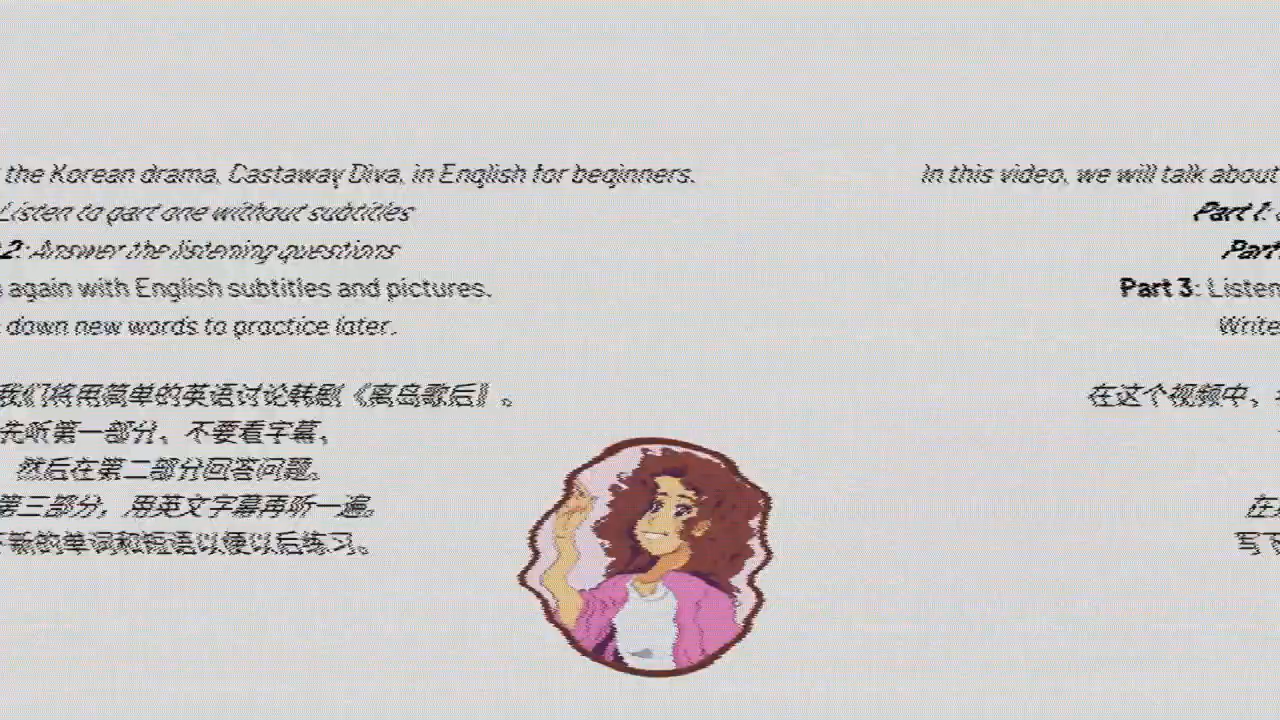 the Korean drama, Castaway Diva, in English for beginners.
Listen to part one without subtitles
2: Answer the listening questions
again with English subtitles and pictures.
down new words to practice later.
我们将用简单的英语讨论韩剧《离岛歌后》。
先听第一部分，不要看字幕，
然后在第二部分回答问题。
第三部分，用英文字幕再听一遍。
新的单词和短语以便以后练习。
In this video, we will talk about
Part 1:
Part
Part 3: Listen
Write
在这个视频中，
在
写下